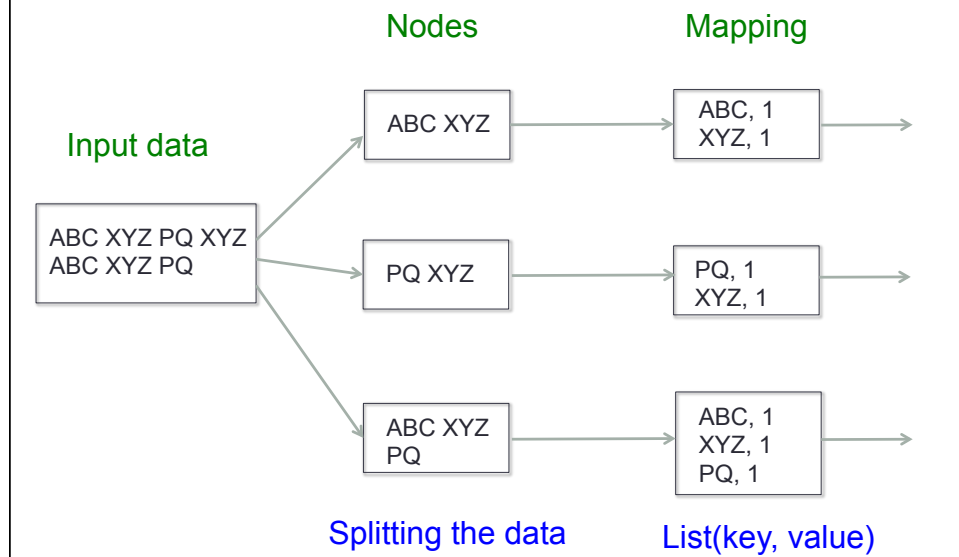 Nodes
Mapping
Input data
ABC XYZ PQ XYZ
ABC XYZ PQ
ABC XYZ
PQ XYZ
ABC XYZ
PQ
ABC, 1
XYZ, 1
PQ, 1
XYZ, 1
ABC, 1
XYZ, 1
PQ, 1
Splitting the data
List(key, value)